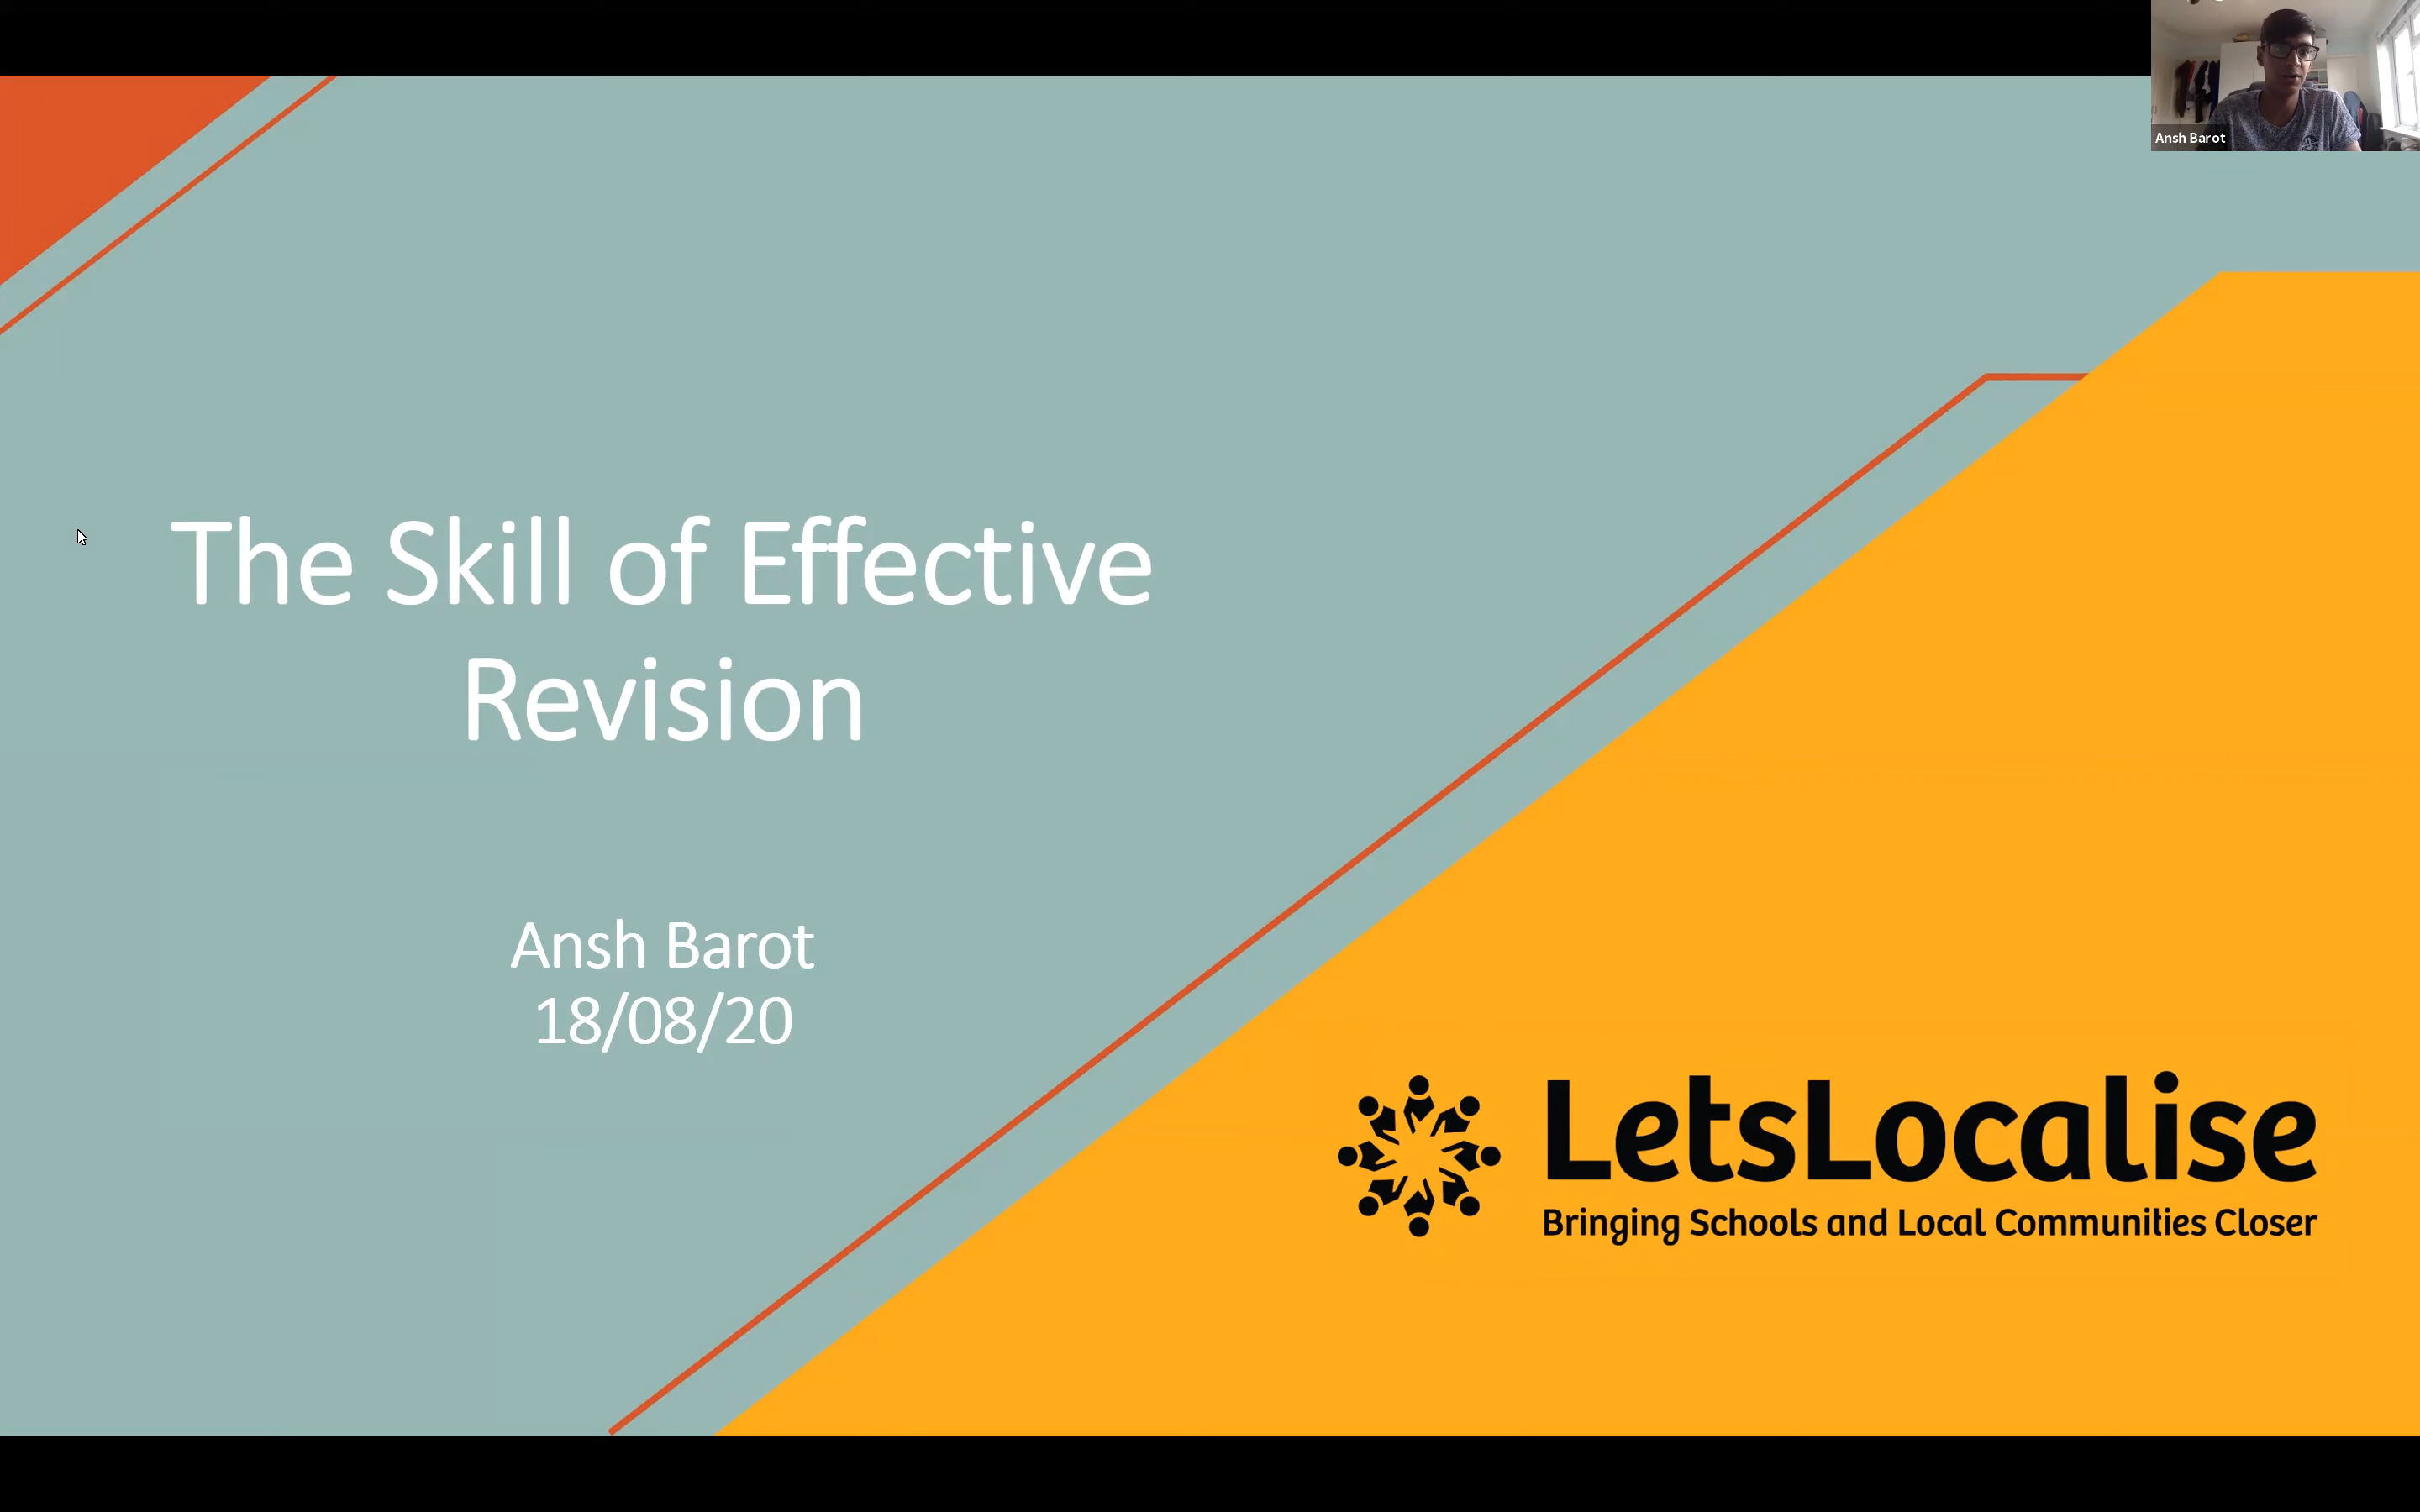 Ansh Barot
The Skill of Effective
Revision
Ansh Barot
18/08/20
LetsLocalise
Bringing Schools and Local Communities Closer